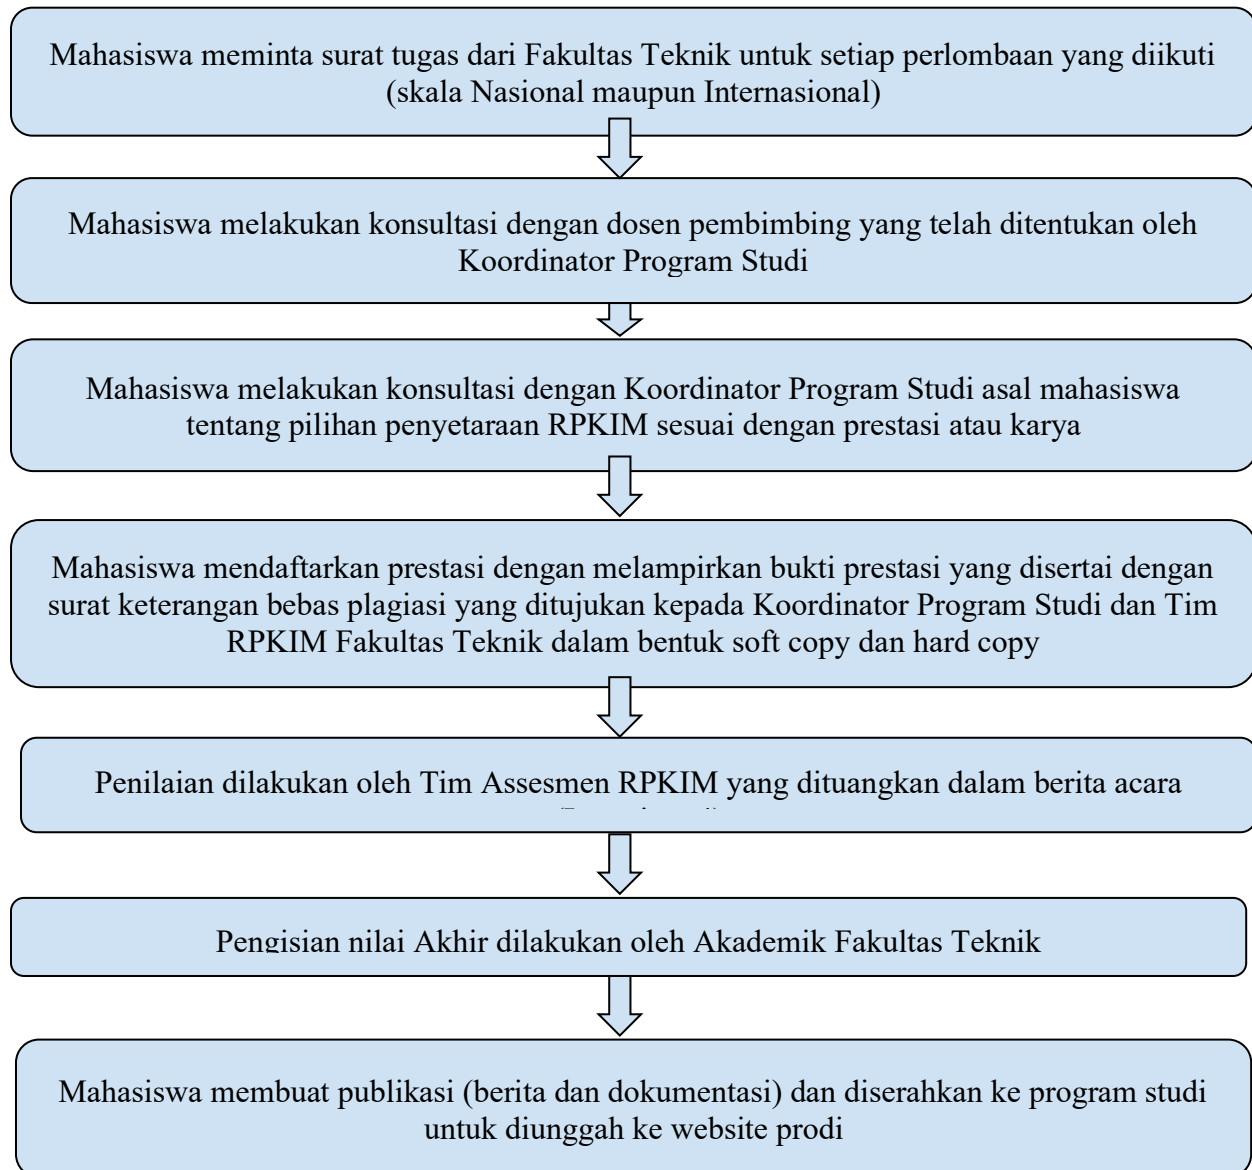 Mahasiswa meminta surat tugas dari Fakultas Teknik untuk setiap perlombaan yang diikuti
(skala Nasional maupun Internasional)
Mahasiswa melakukan konsultasi dengan dosen pembimbing yang telah ditentukan oleh
Koordinator Program Studi
Mahasiswa melakukan konsultasi dengan Koordinator Program Studi asal mahasiswa
tentang pilihan penyetaraan RPKIM sesuai dengan prestasi atau karya
Mahasiswa mendaftarkan prestasi dengan melampirkan bukti prestasi yang disertai dengan
surat keterangan bebas plagiasi yang ditujukan kepada Koordinator Program Studi dan Tim
RPKIM Fakultas Teknik dalam bentuk soft copy dan hard copy
Penilaian dilakukan oleh Tim Assesmen RPKIM yang dituangkan dalam berita acara
Pengisian nilai Akhir dilakukan oleh Akademik Fakultas Teknik
Mahasiswa membuat publikasi (berita dan dokumentasi) dan diserahkan ke program studi
untuk diunggah ke website prodi